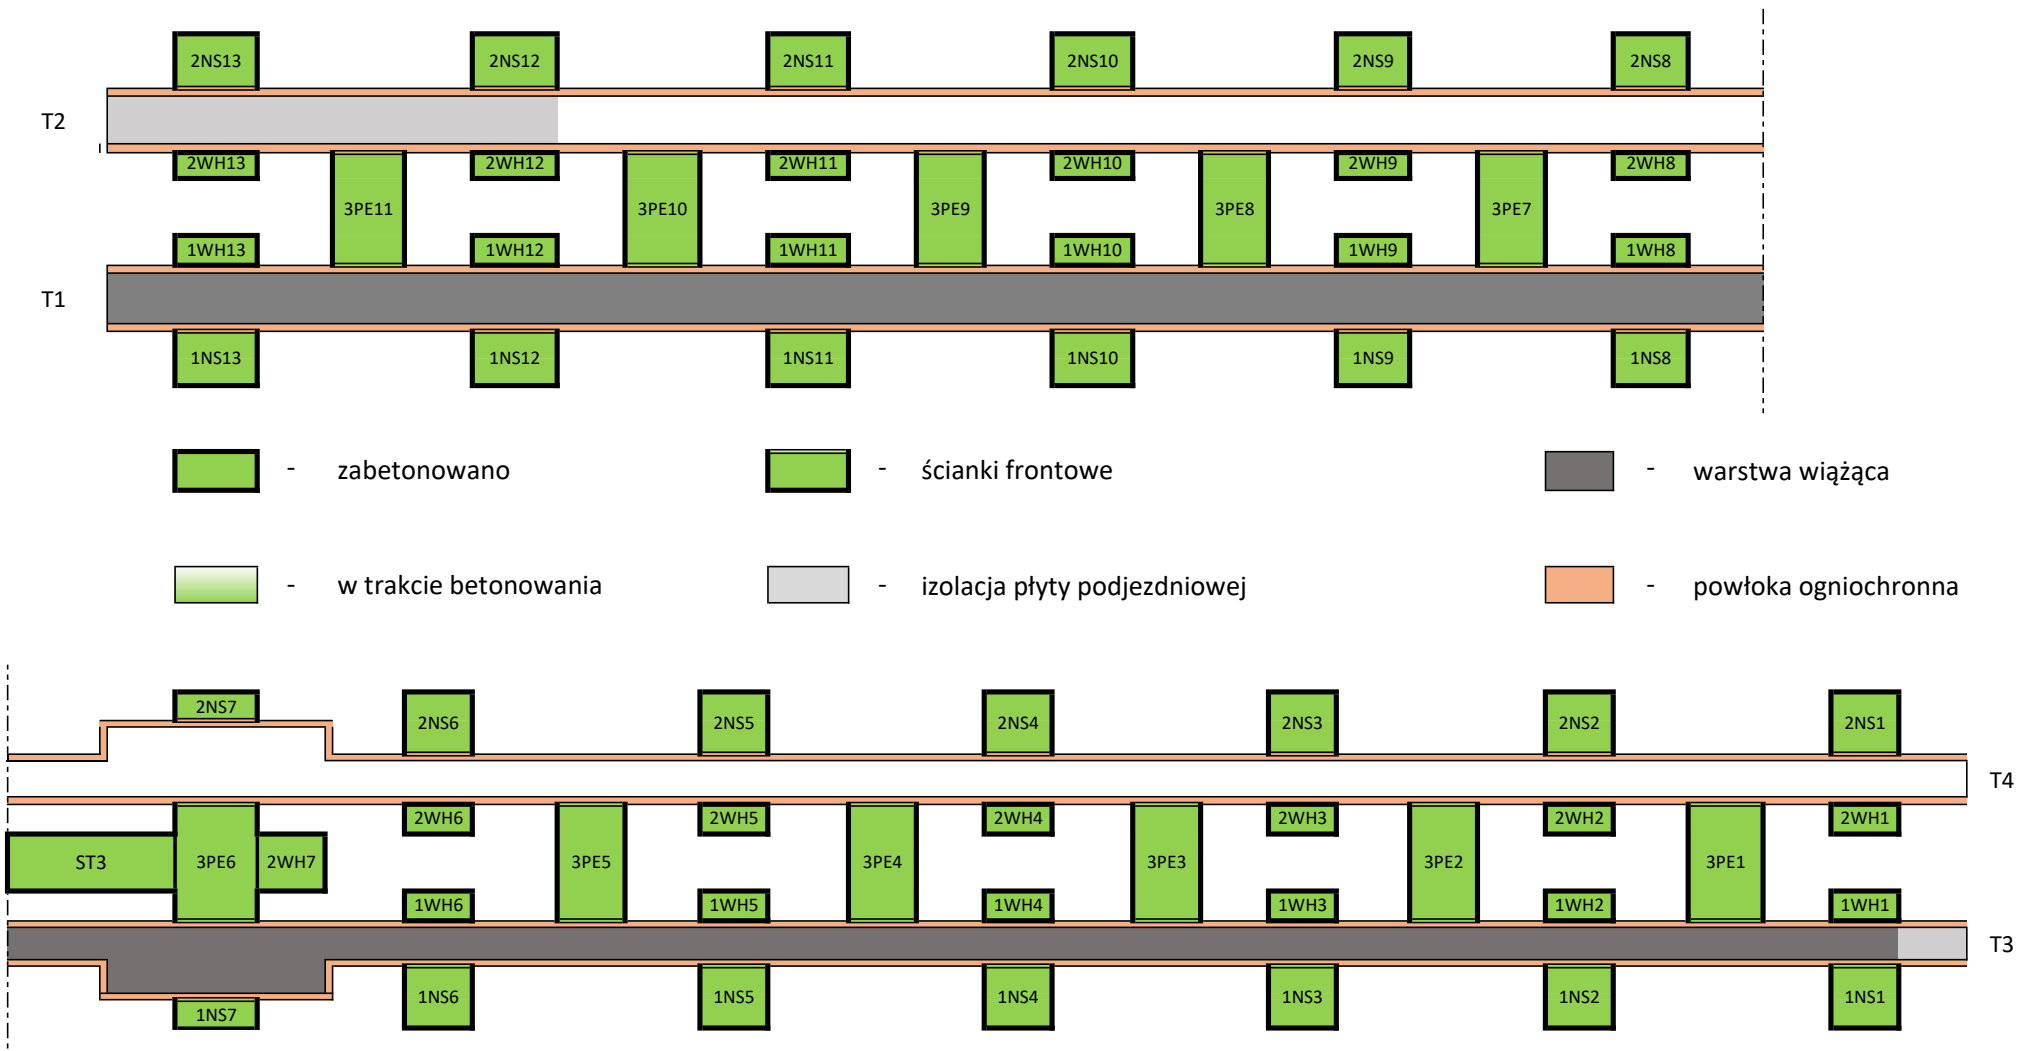 2NS13 2NS12 2NS11 2NS10 2NS9 2NS8
T2
2WH13 2WH12 2WH11 2WH10 2WH9 2WH8
3PE11 3PE10 3PE9 3PE8 3PE7
1WH13 1WH12 1WH11 1WH10 1WH9 1WH8
T1
1NS13 1NS12 1NS11 1NS10 1NS9 1NS8
- zabetonowano - ścianki frontowe - warstwa wiążąca
- w trakcie betonowania - izolacja płyty podjezdniowej - powłoka ogniochronna
2NS7 2NS6 2NS5 2NS4 2NS3 2NS2 2NS1
T4
2WH6 2WH5 2WH4 2WH3 2WH2 2WH1
ST3 3PE6 2WH7 3PE5 3PE4 3PE3 3PE2 3PE1
1WH6 1WH5 1WH4 1WH3 1WH2 1WH1
T3
1NS7 1NS6 1NS5 1NS4 1NS3 1NS2 1NS1